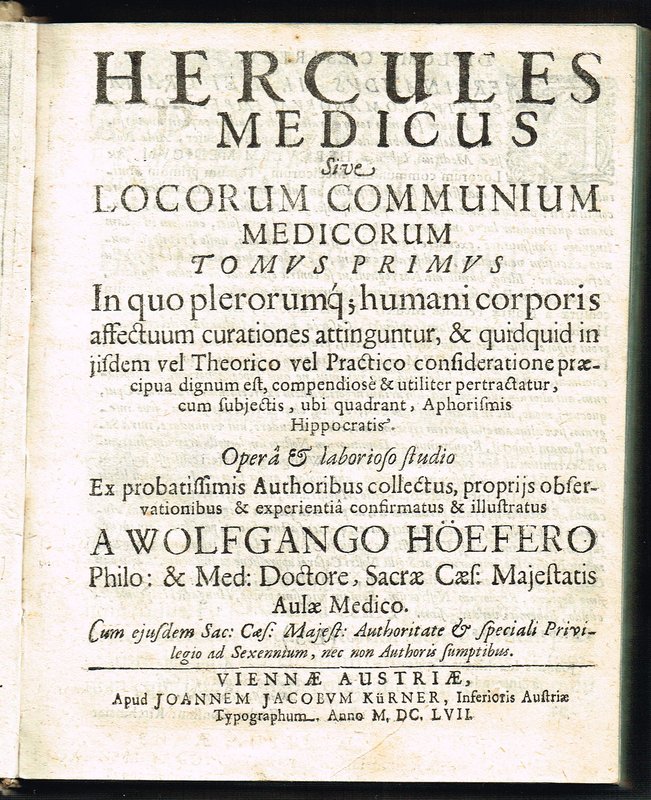 HERCULES
MEDICUS
Sive
LOCORUM COMMUNIUM
MEDICORUM
TOMVS PRIMVS
In quo plerorumq́; humani corporis
affectuum curationes attinguntur, & quidquid in
jisdem vel Theorico vel Practico consideratione præ-
cipua dignum est, compendiosè & utiliter pertractatur,
cum subjectis, ubi quadrant, Aphorismis
Hippocratis.
Operâ & laborioso studio
Ex probatissimis Authoribus collectus, proprijs obser-
vationibus & experientiâ confirmatus & illustratus
A WOLFGANGO HÖEFERO
Philo: & Med: Doctore, Sacræ Cæs: Majestatis
Aulæ Medico.
Cum ejusdem Sac: Cæs: Majest: Authoritate & speciali Privi-
legio ad Sexennium, nec non Authoris sumptibus.
VIENNÆ AUSTRIÆ,
Apud JOANNEM JACOBVM KüRNER, Inferioris Austriæ
Typographum. Anno M. DC. LVII.